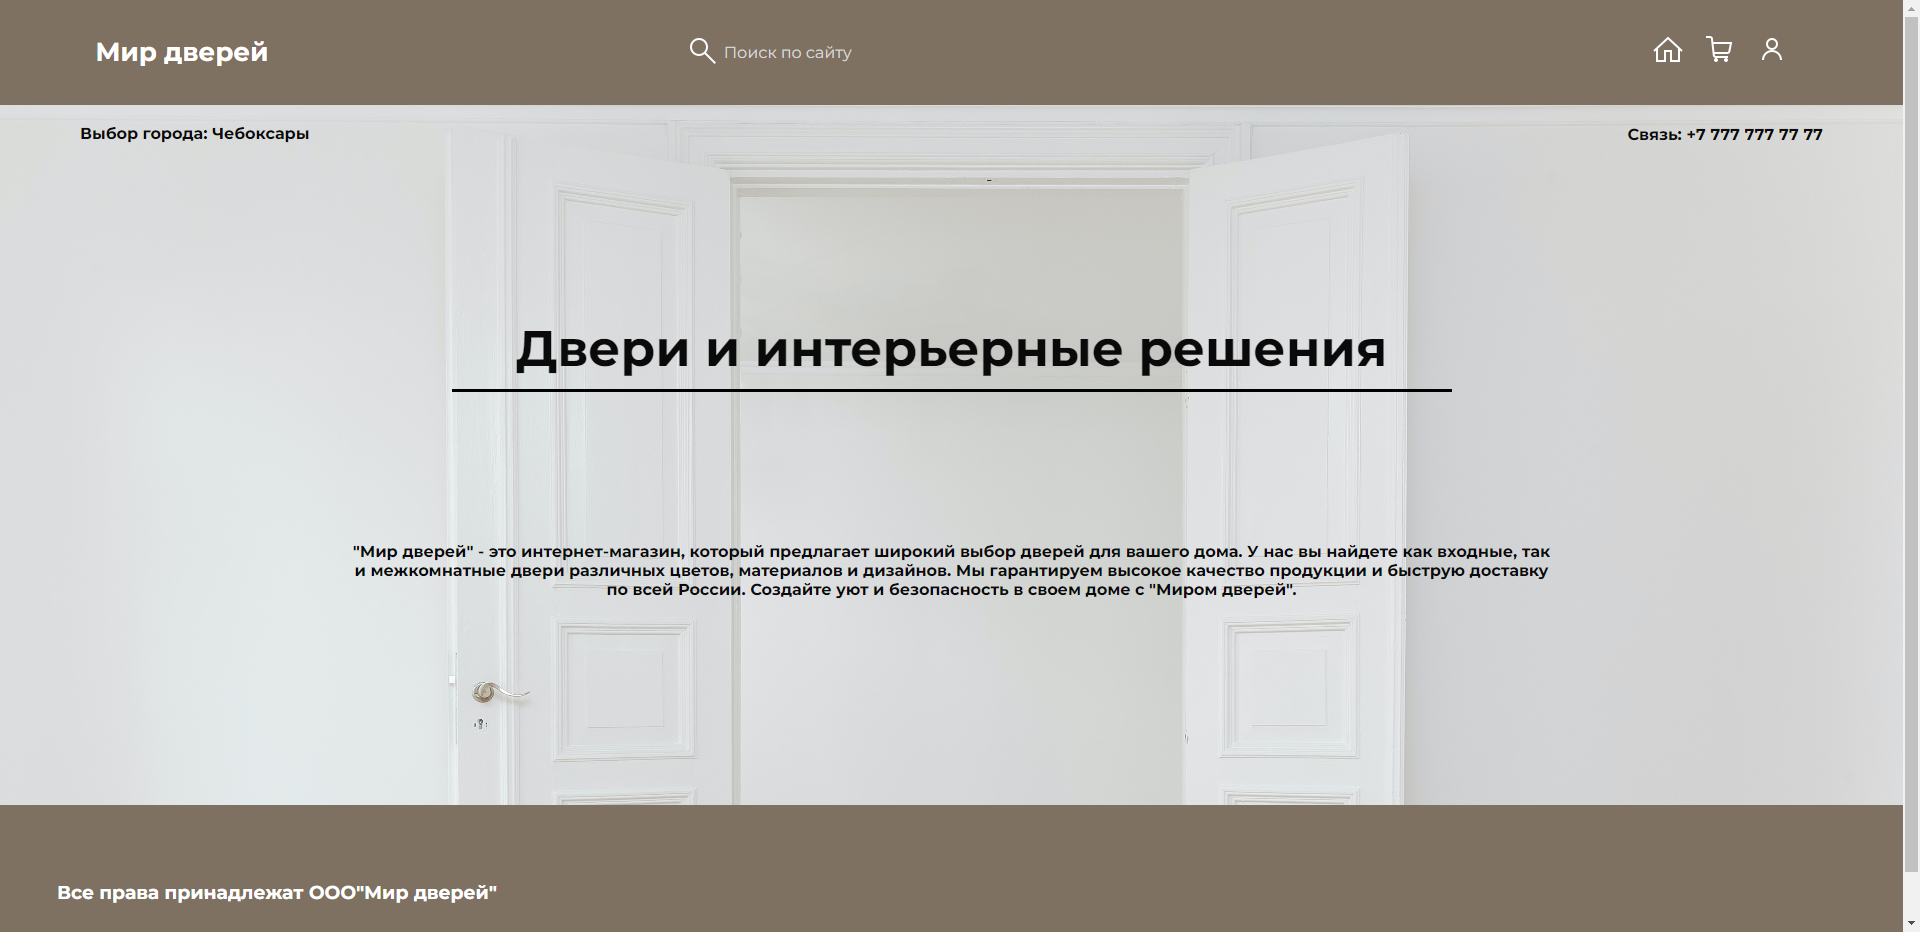 Мир дверей
Поиск по сайту
Выбор города: Чебоксары
Связь: +7 777 777 77 77
Двери и интерьерные решения
"Мир дверей" - это интернет-магазин, который предлагает широкий выбор дверей для вашего дома. У нас вы найдете как входные, так
и межкомнатные двери различных цветов, материалов и дизайнов. Мы гарантируем высокое качество продукции и быструю доставку
по всей России. Создайте уют и безопасность в своем доме с "Миром дверей".
Все права принадлежат ООО"Мир дверей"